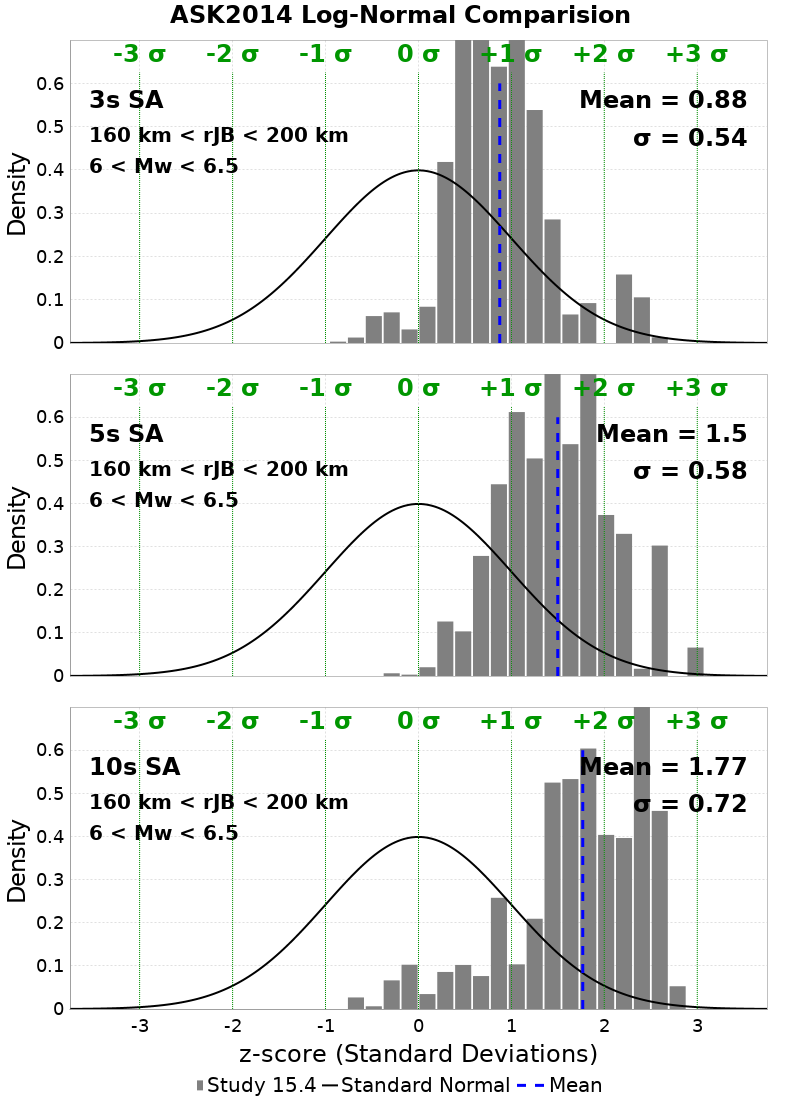 ASK2014 Log-Normal Comparision
-3 σ -2 σ -1 σ 0 σ +1 σ +2 σ +3 σ
3s SA
Mean = 0.88
160 km < rJB < 200 km
σ = 0.54
6 < Mw < 6.5
Density
0.6
0.5
0.4
0.3
0.2
0.1
0
-3 σ -2 σ -1 σ 0 σ +1 σ +2 σ +3 σ
5s SA
Mean = 1.5
160 km < rJB < 200 km
σ = 0.58
6 < Mw < 6.5
Density
0.6
0.5
0.4
0.3
0.2
0.1
0
-3 σ -2 σ -1 σ 0 σ +1 σ +2 σ +3 σ
10s SA
Mean = 1.77
160 km < rJB < 200 km
σ = 0.72
6 < Mw < 6.5
Density
0.6
0.5
0.4
0.3
0.2
0.1
0
-3 -2 -1 0 1 2 3
z-score (Standard Deviations)
Study 15.4 Standard Normal Mean